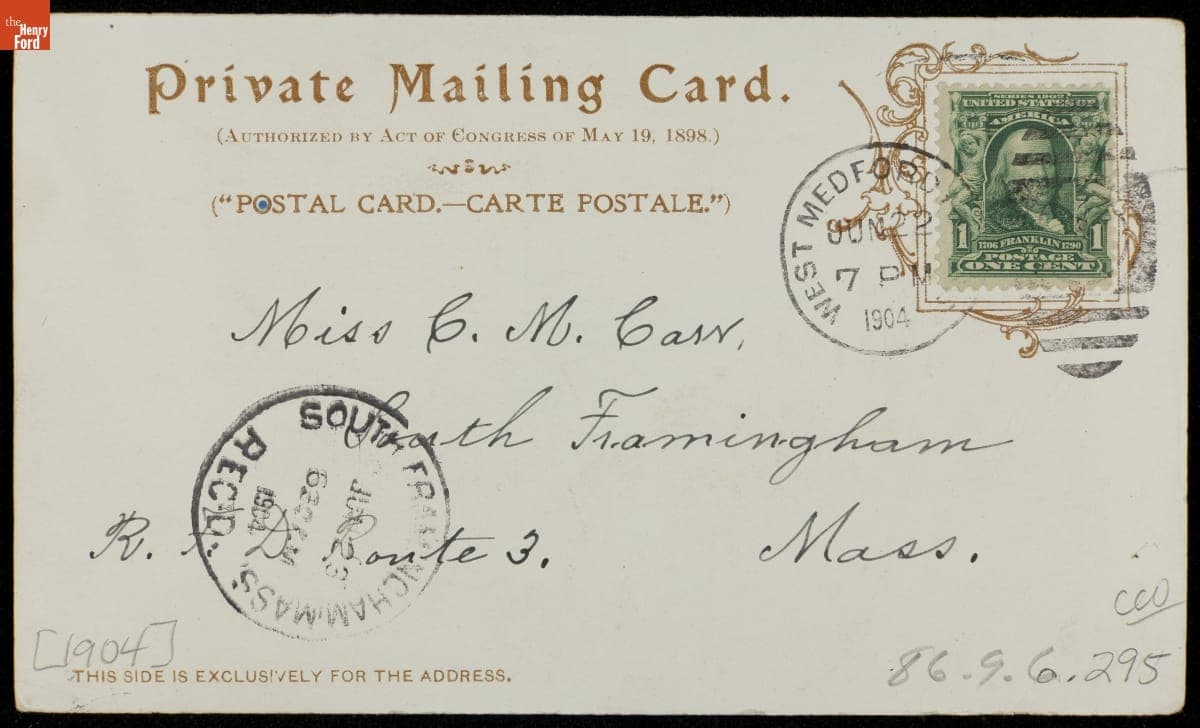 the
Henry
Ford
Private Mailing Card.
(AUTHORIZED BY ACT OF CONGRESS OF MAY 19, 1898.)
("POSTAL CARD.—CARTE POSTALE.")
SERIES 1902
UNITED STATES OF
AMERICA
1 1706 FRANKLIN 1790 1
POSTAGE
ONE CENT
WEST MEDFORD
JUN 22
7 PM
1904
Miss C. M. Carr,
South Framingham
R. F. D. Route 3. Mass.
SOUTH FRAMINGHAM, MASS.
REC'D.
1904
[1904]
THIS SIDE IS EXCLUSIVELY FOR THE ADDRESS.
86.9.6.295